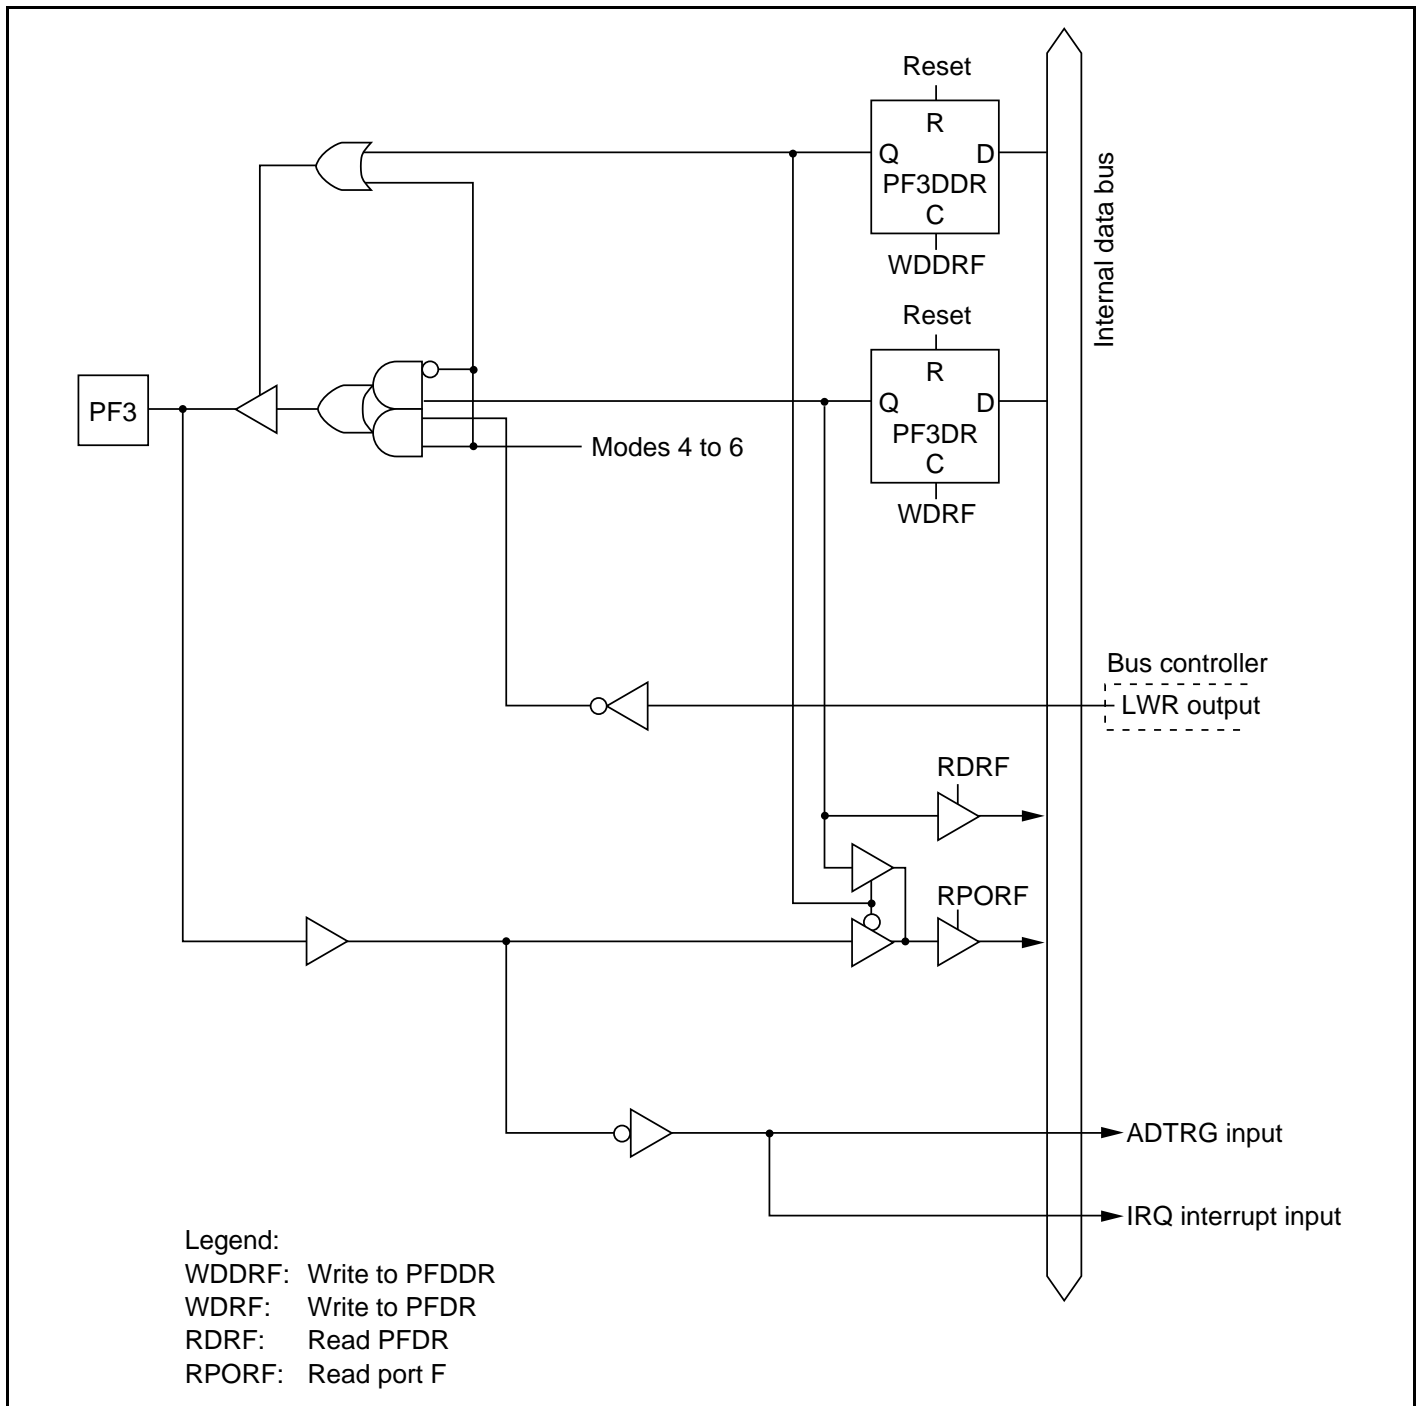 Reset
R
Q D
PF3DDR
C
WDDRF
Internal data bus
Reset
R
PF3
Q D
PF3DR
C
Modes 4 to 6
WDRF
Bus controller
LWR output
RDRF
RPORF
ADTRG input
IRQ interrupt input
Legend:
WDDRF: Write to PFDDR
WDRF: Write to PFDR
RDRF: Read PFDR
RPORF: Read port F